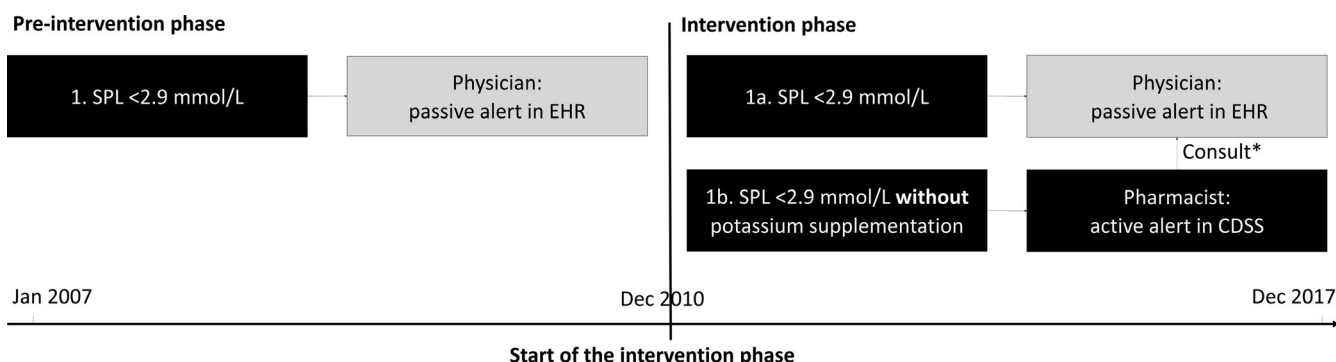 Pre-intervention phase
Intervention phase
1. SPL <2.9 mmol/L
Physician:
passive alert in EHR
1a. SPL <2.9 mmol/L
Physician:
passive alert in EHR
Consult*
1b. SPL <2.9 mmol/L without
potassium supplementation
Pharmacist:
active alert in CDSS
Jan 2007
Dec 2010
Dec 2017
Start of the intervention phase